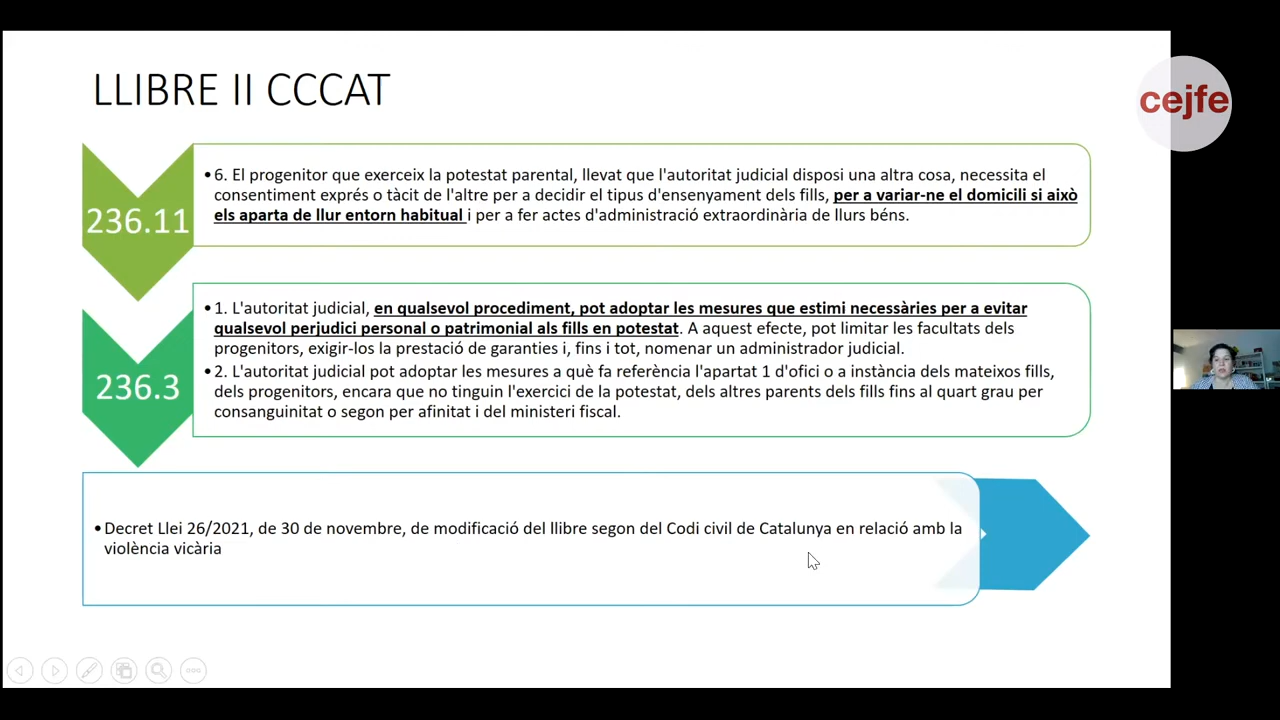 LLIBRE II CCCAT
cejfe
236.11
•6. El progenitor que exerceix la potestat parental, llevat que l'autoritat judicial disposi una altra cosa, necessita el
consentiment exprés o tàcit de l'altre per a decidir el tipus d'ensenyament dels fills, per a variar-ne el domicili si això
els aparta de llur entorn habitual i per a fer actes d'administració extraordinària de llurs béns.
236.3
•1. L'autoritat judicial, en qualsevol procediment, pot adoptar les mesures que estimi necessàries per a evitar
qualsevol perjudici personal o patrimonial als fills en potestat. A aquest efecte, pot limitar les facultats dels
progenitors, exigir-los la prestació de garanties i, fins i tot, nomenar un administrador judicial.
•2. L'autoritat judicial pot adoptar les mesures a què fa referència l'apartat 1 d'ofici o a instància dels mateixos fills,
dels progenitors, encara que no tinguin l'exercici de la potestat, dels altres parents dels fills fins al quart grau per
consanguinitat o segon per afinitat i del ministeri fiscal.
•Decret Llei 26/2021, de 30 de novembre, de modificació del llibre segon del Codi civil de Catalunya en relació amb la
violència vicària